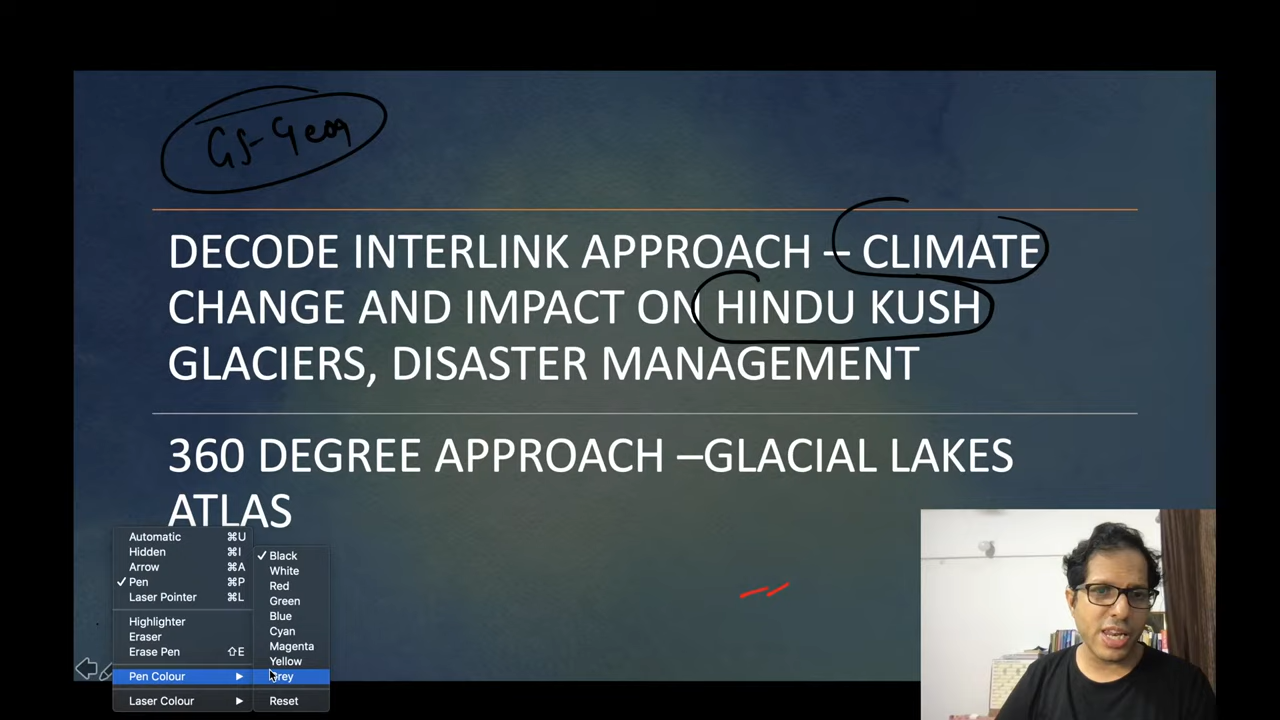 GS-Geog
DECODE INTERLINK APPROACH – CLIMATE
CHANGE AND IMPACT ON HINDU KUSH
GLACIERS, DISASTER MANAGEMENT
360 DEGREE APPROACH –GLACIAL LAKES
ATLAS
Automatic ⌘U
Hidden ⌘I
Arrow ⌘A
✓ Pen ⌘P
Laser Pointer ⌘L
Highlighter
Eraser
Erase Pen ⇧E
Pen Colour ▶
Laser Colour ▶
✓ Black
White
Red
Green
Blue
Cyan
Magenta
Yellow
Grey
Reset